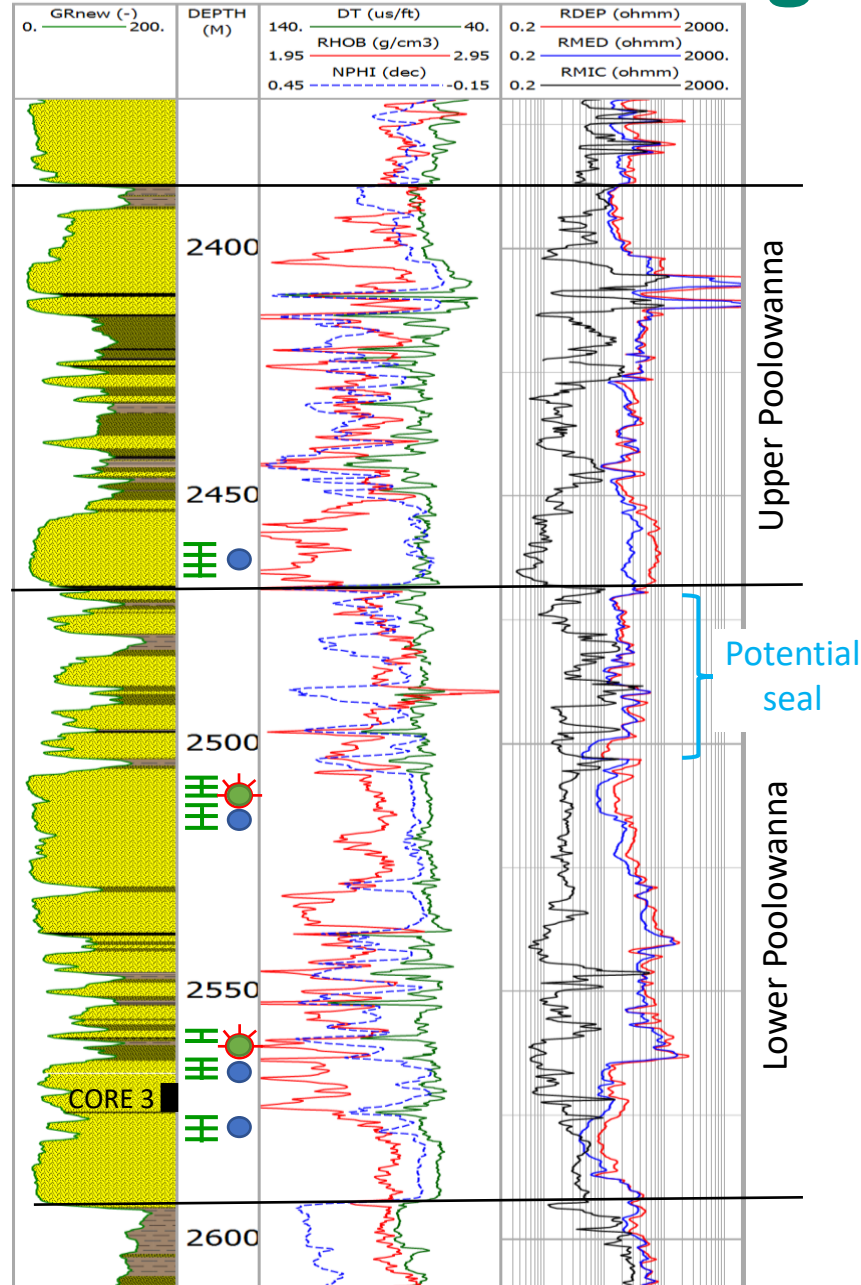 g
GRnew (-)
0. 200.
DEPTH
(M)
DT (us/ft)
140. 40.
RHOB (g/cm3)
1.95 2.95
NPHI (dec)
0.45 -0.15
RDEP (ohmm)
0.2 2000.
RMED (ohmm)
0.2 2000.
RMIC (ohmm)
0.2 2000.
2400
Upper Poolowanna
2450
Potential
seal
2500
Lower Poolowanna
2550
CORE 3
2600